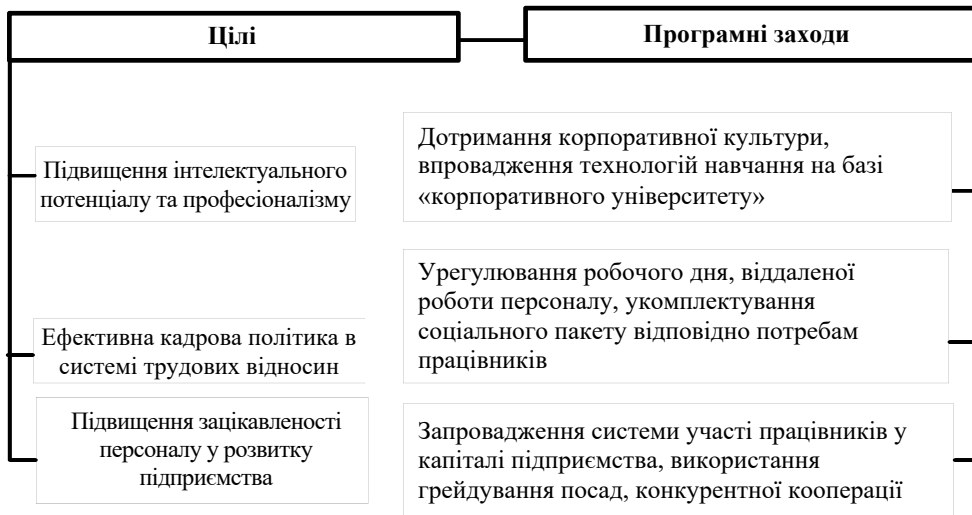 Цілі
Програмні заходи
Підвищення інтелектуального
потенціалу та професіоналізму
Дотримання корпоративної культури,
впровадження технологій навчання на базі
«корпоративного університету»
Ефективна кадрова політика в
системі трудових відносин
Урегулювання робочого дня, віддаленої
роботи персоналу, укомплектування
соціального пакету відповідно потребам
працівників
Підвищення зацікавленості
персоналу у розвитку
підприємства
Запровадження системи участі працівників у
капіталі підприємства, використання
грейдування посад, конкурентної кооперації